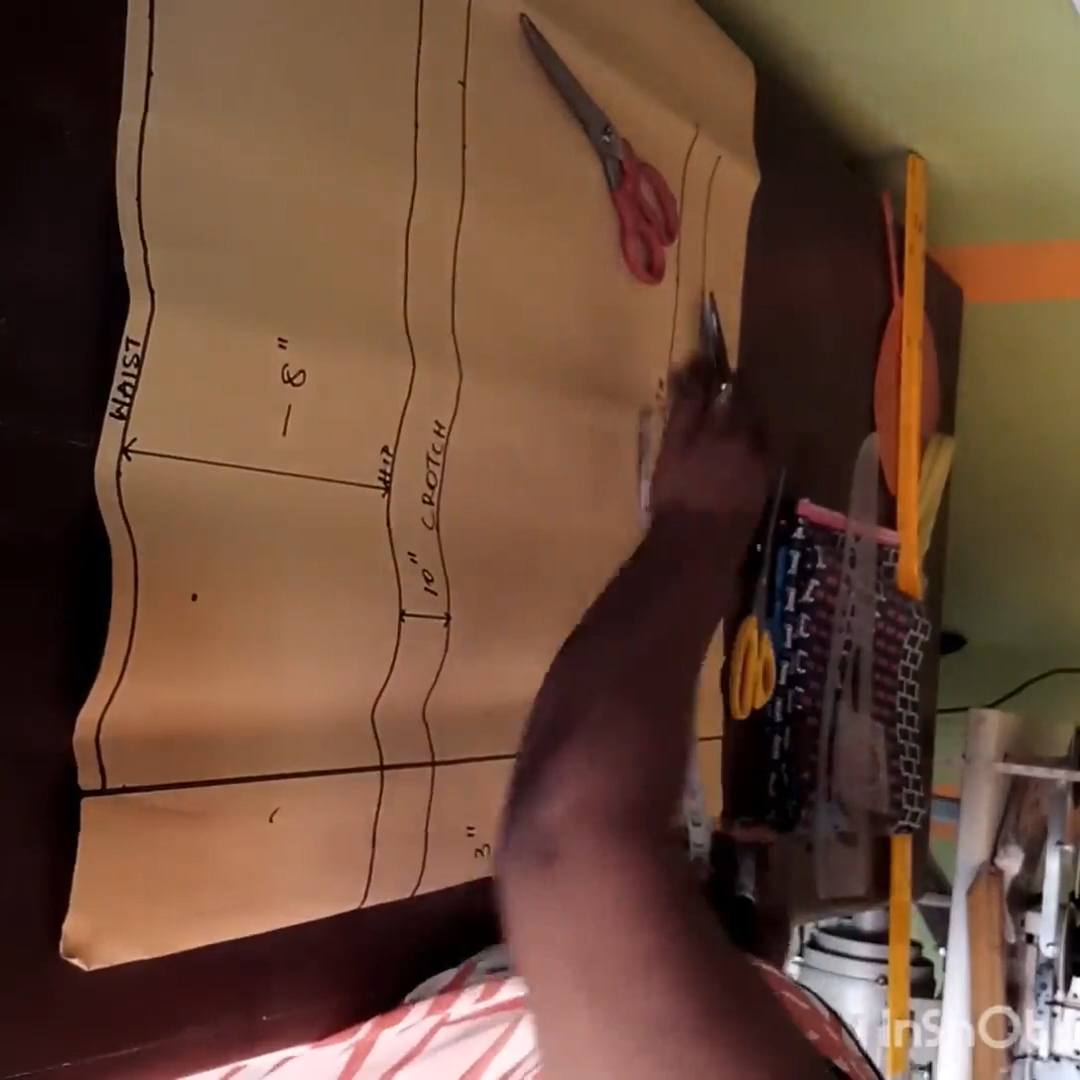 WAIST
— 8"
HIP
10" CROTCH
3"
InShOt